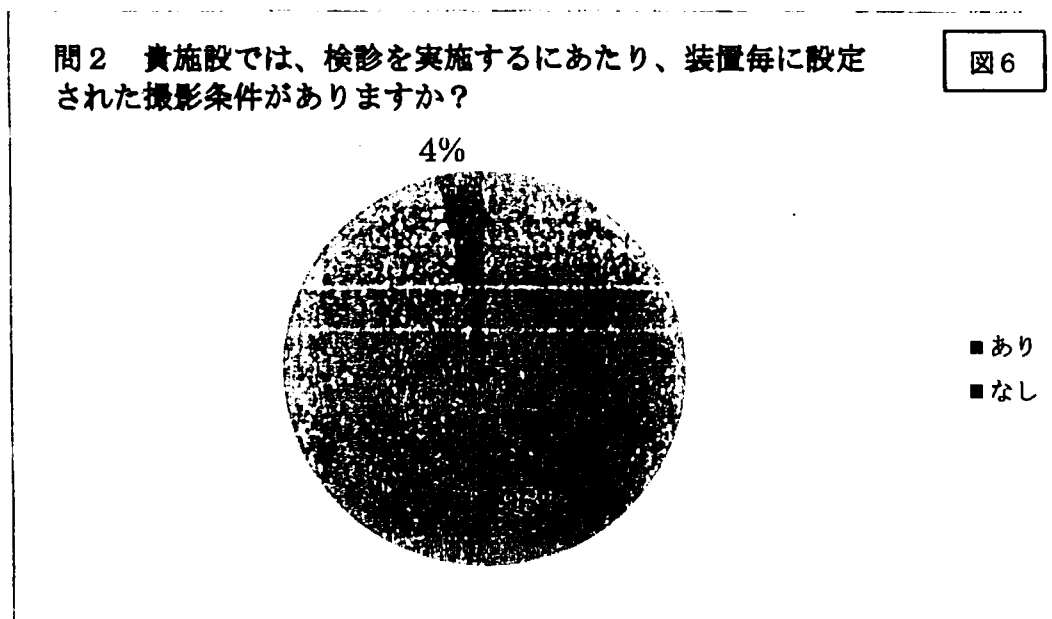 問2 貴施設では、検診を実施するにあたり、装置毎に設定
された撮影条件がありますか？
図6
4%
■あり
■なし